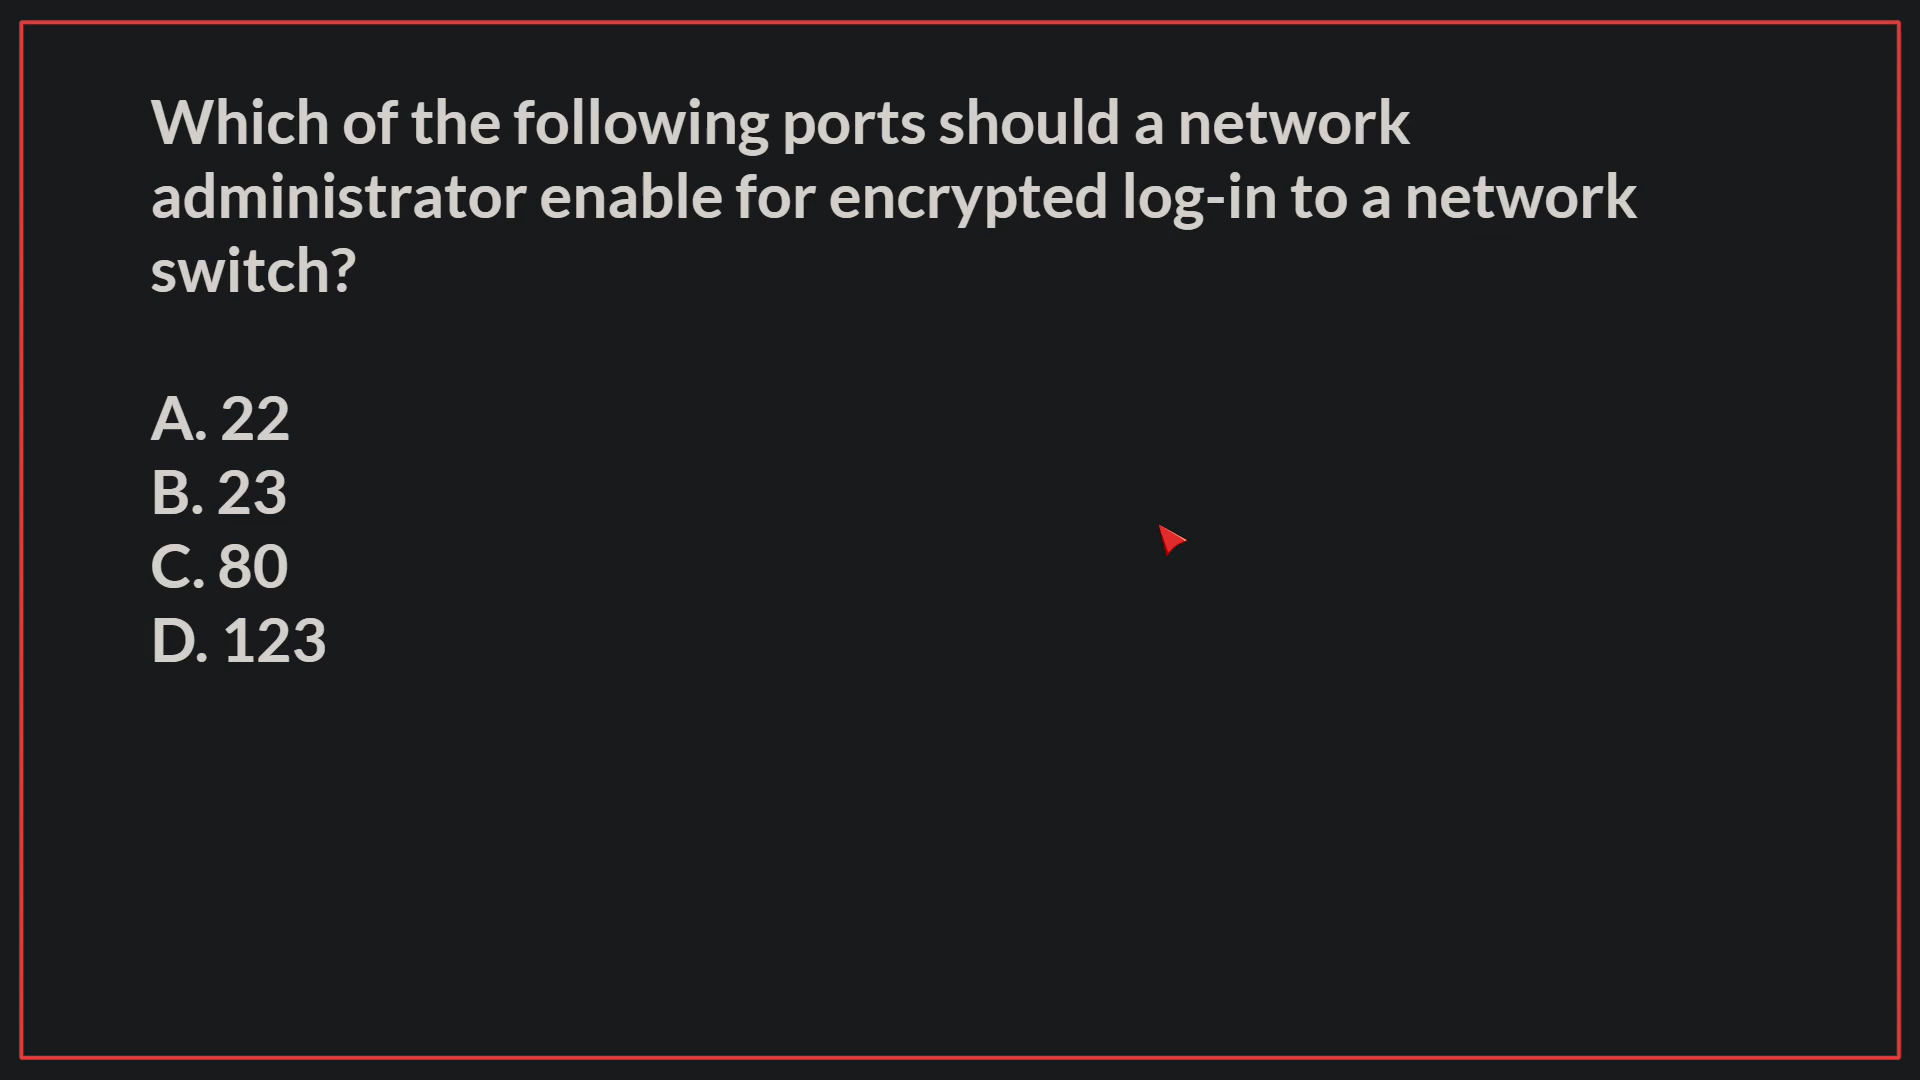 Which of the following ports should a network
administrator enable for encrypted log-in to a network
switch?
A. 22
B. 23
C. 80
D. 123